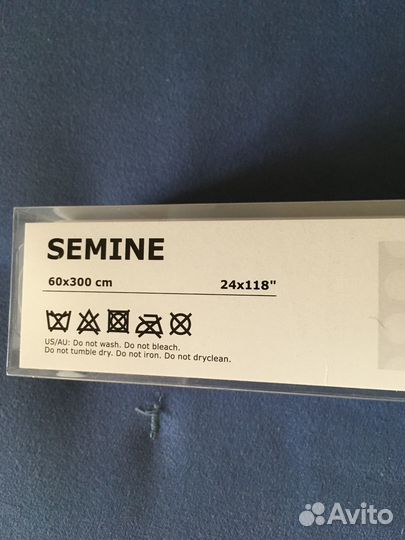 SEMINE
60x300 cm 24x118"
US/AU: Do not wash. Do not bleach.
Do not tumble dry. Do not iron. Do not dryclean.
Avito